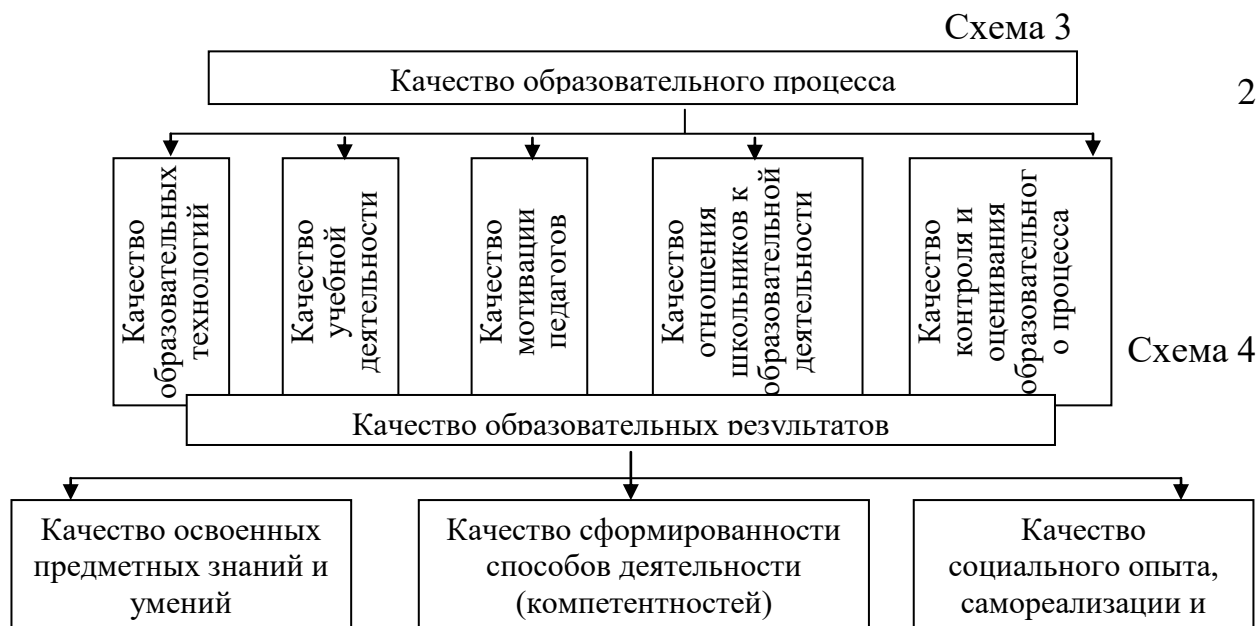 Схема 3
Качество образовательного процесса
2
Качество
образовательных
технологий
Качество
учебной
деятельности
Качество
мотивации
педагогов
Качество
отношения
школьников к
образовательной
деятельности
Качество
контроля и
оценивания
образовательног
о процесса
Схема 4
Качество образовательных результатов
Качество освоенных
предметных знаний и
умений
Качество сформированности
способов деятельности
(компетентностей)
Качество
социального опыта,
самореализации и